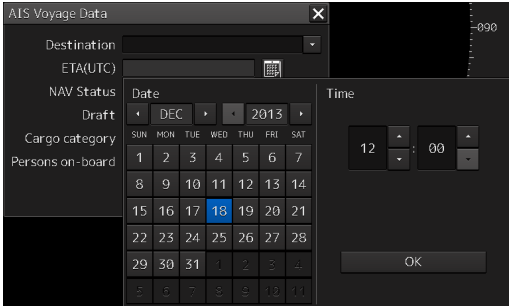 AIS Voyage Data
090
Destination
ETA(UTC)
NAV Status
Draft
Cargo category
Persons on-board
Date
DEC 2013
SUN MON TUE WED THU FRI SAT
1 2 3 4 5 6 7
8 9 10 11 12 13 14
15 16 17 18 19 20 21
22 23 24 25 26 27 28
29 30 31 1 2 3 4
5 6 7 8 9 10 11
Time
12 : 00
OK